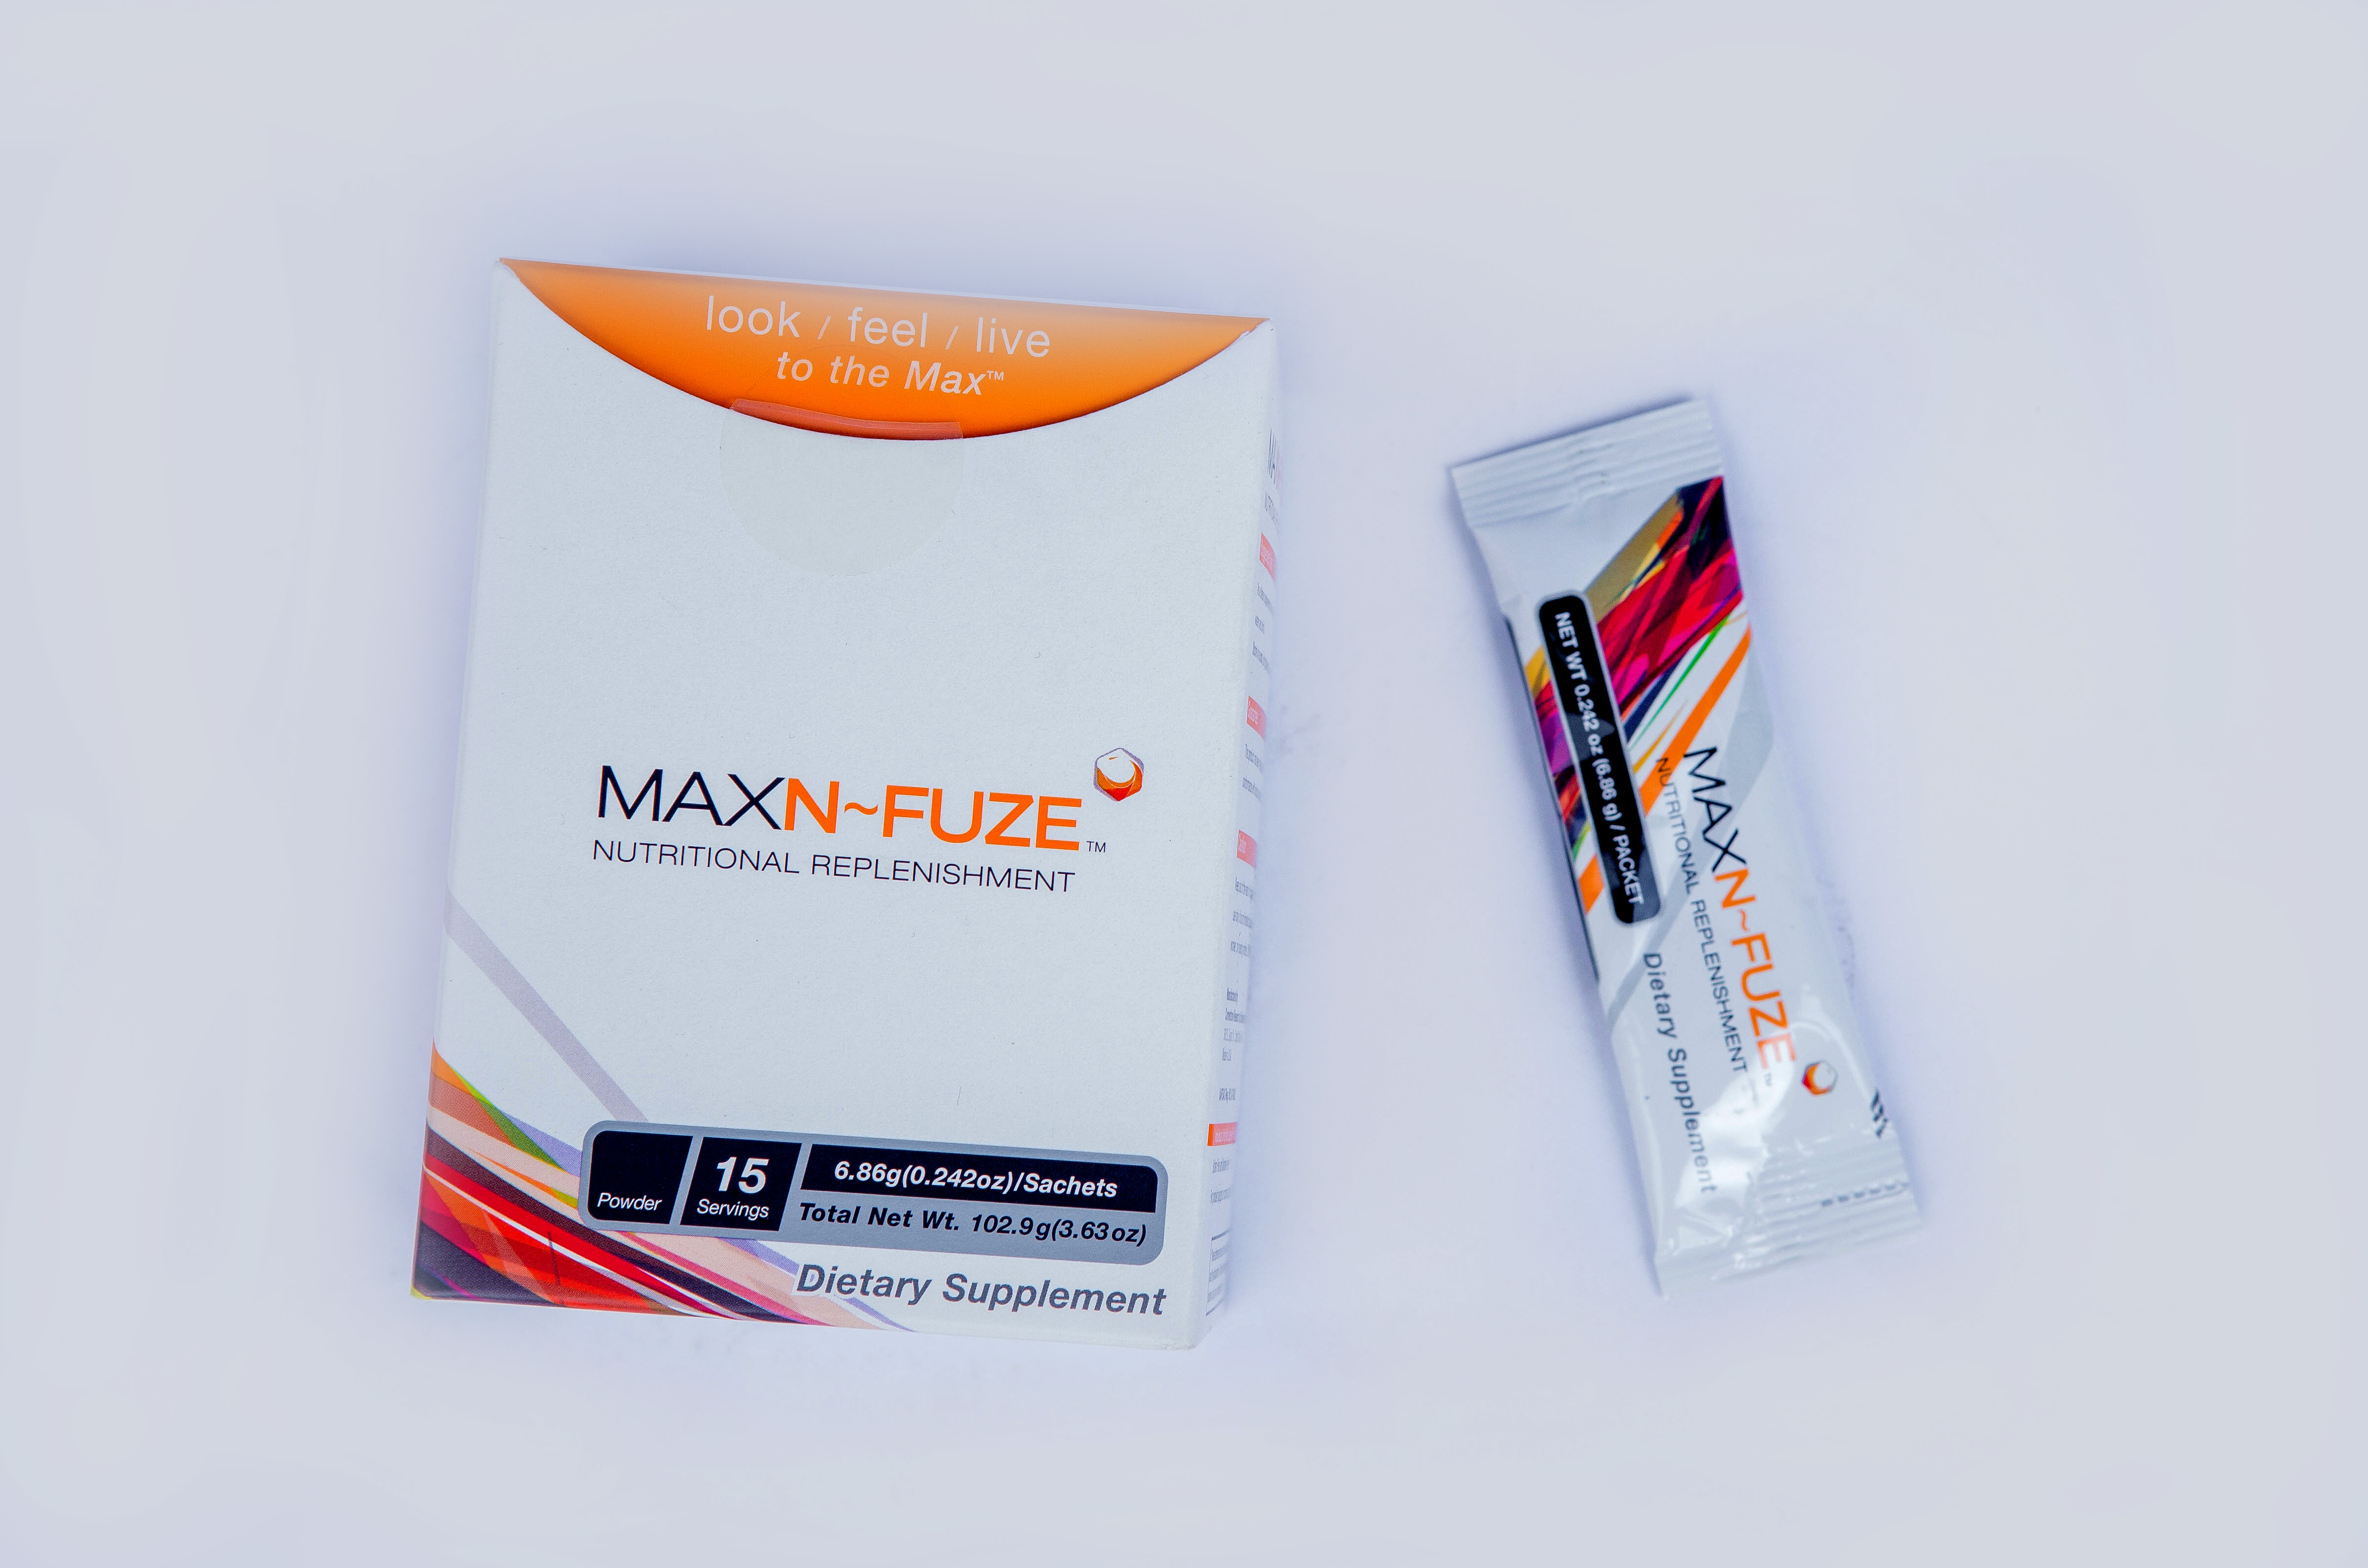 look / feel / live
to the Max™
MAXN~FUZE™
NUTRITIONAL REPLENISHMENT
Powder
15
Servings
6.86g(0.242oz)/Sachets
Total Net Wt. 102.9g(3.63oz)
Dietary Supplement
MAXN~FUZE™
NUTRITIONAL REPLENISHMENT
NET WT 0.242 oz (6.86 g) / PACKET
Dietary Supplement